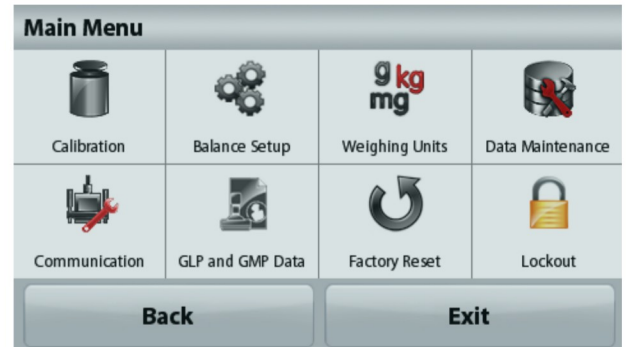 Main Menu
g kg
mg
Calibration
Balance Setup
Weighing Units
Data Maintenance
Communication
GLP and GMP Data
Factory Reset
Lockout
Back
Exit